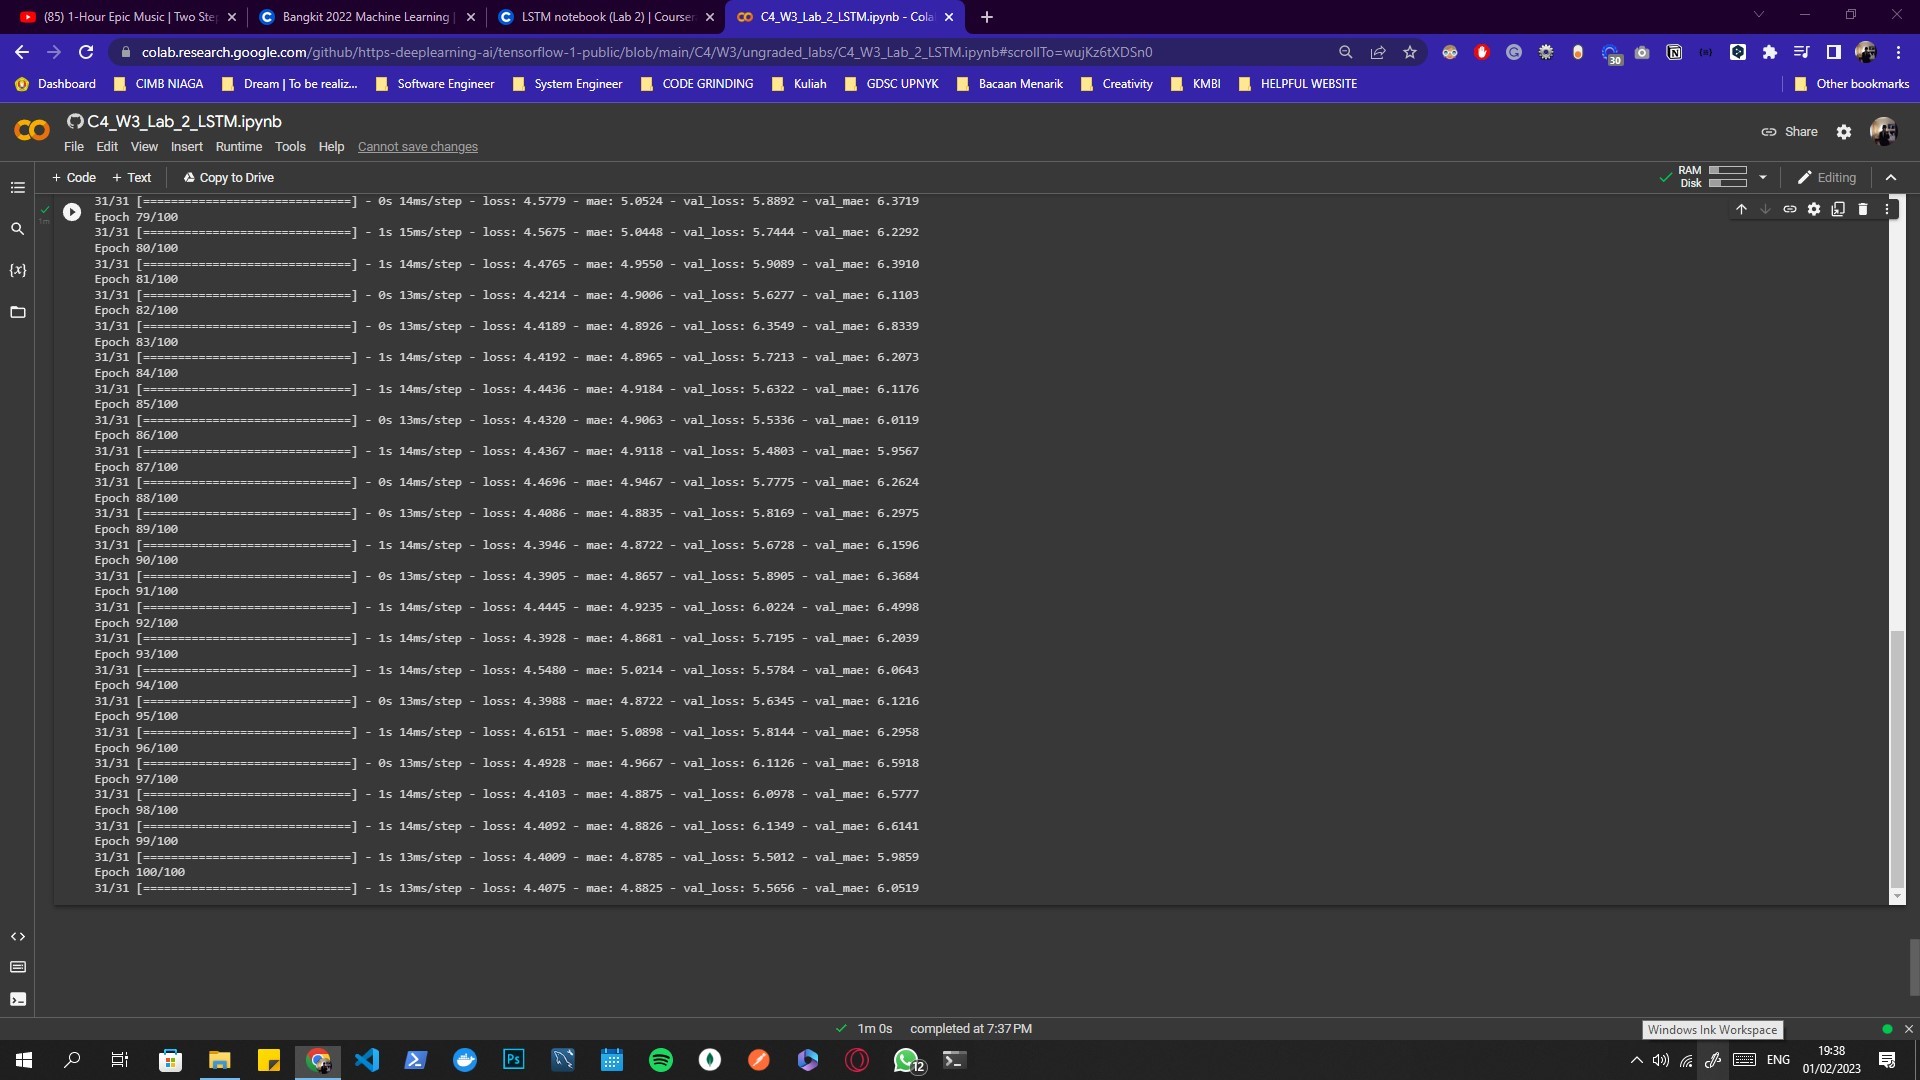 (85) 1-Hour Epic Music | Two Ste
Bangkit 2022 Machine Learning |
LSTM notebook (Lab 2) | Courser
C4_W3_Lab_2_LSTM.ipynb - Cola
colab.research.google.com/github/https-deeplearning-ai/tensorflow-1-public/blob/main/C4/W3/ungraded_labs/C4_W3_Lab_2_LSTM.ipynb#scrollTo=wujKz6tXDSn0
30
Dashboard CIMB NIAGA Dream | To be realiz... Software Engineer System Engineer CODE GRINDING Kuliah GDSC UPNYK Bacaan Menarik Creativity KMBI HELPFUL WEBSITE Other bookmarks
C4_W3_Lab_2_LSTM.ipynb
Share
File Edit View Insert Runtime Tools Help Cannot save changes
+ Code + Text Copy to Drive
RAM
Disk
Editing
1m
31/31 [==============================] - 0s 14ms/step - loss: 4.5779 - mae: 5.0524 - val_loss: 5.8892 - val_mae: 6.3719
Epoch 79/100
31/31 [==============================] - 1s 15ms/step - loss: 4.5675 - mae: 5.0448 - val_loss: 5.7444 - val_mae: 6.2292
Epoch 80/100
31/31 [==============================] - 1s 14ms/step - loss: 4.4765 - mae: 4.9550 - val_loss: 5.9089 - val_mae: 6.3910
Epoch 81/100
31/31 [==============================] - 0s 13ms/step - loss: 4.4214 - mae: 4.9006 - val_loss: 5.6277 - val_mae: 6.1103
Epoch 82/100
31/31 [==============================] - 0s 13ms/step - loss: 4.4189 - mae: 4.8926 - val_loss: 6.3549 - val_mae: 6.8339
Epoch 83/100
31/31 [==============================] - 1s 14ms/step - loss: 4.4192 - mae: 4.8965 - val_loss: 5.7213 - val_mae: 6.2073
Epoch 84/100
31/31 [==============================] - 1s 14ms/step - loss: 4.4436 - mae: 4.9184 - val_loss: 5.6322 - val_mae: 6.1176
Epoch 85/100
31/31 [==============================] - 0s 13ms/step - loss: 4.4320 - mae: 4.9063 - val_loss: 5.5336 - val_mae: 6.0119
Epoch 86/100
31/31 [==============================] - 1s 14ms/step - loss: 4.4367 - mae: 4.9118 - val_loss: 5.4803 - val_mae: 5.9567
Epoch 87/100
31/31 [==============================] - 0s 14ms/step - loss: 4.4696 - mae: 4.9467 - val_loss: 5.7775 - val_mae: 6.2624
Epoch 88/100
31/31 [==============================] - 0s 13ms/step - loss: 4.4086 - mae: 4.8835 - val_loss: 5.8169 - val_mae: 6.2975
Epoch 89/100
31/31 [==============================] - 1s 14ms/step - loss: 4.3946 - mae: 4.8722 - val_loss: 5.6728 - val_mae: 6.1596
Epoch 90/100
31/31 [==============================] - 0s 13ms/step - loss: 4.3905 - mae: 4.8657 - val_loss: 5.8905 - val_mae: 6.3684
Epoch 91/100
31/31 [==============================] - 1s 14ms/step - loss: 4.4445 - mae: 4.9235 - val_loss: 6.0224 - val_mae: 6.4998
Epoch 92/100
31/31 [==============================] - 1s 14ms/step - loss: 4.3928 - mae: 4.8681 - val_loss: 5.7195 - val_mae: 6.2039
Epoch 93/100
31/31 [==============================] - 1s 14ms/step - loss: 4.5480 - mae: 5.0214 - val_loss: 5.5784 - val_mae: 6.0643
Epoch 94/100
31/31 [==============================] - 0s 13ms/step - loss: 4.3988 - mae: 4.8722 - val_loss: 5.6345 - val_mae: 6.1216
Epoch 95/100
31/31 [==============================] - 1s 14ms/step - loss: 4.6151 - mae: 5.0898 - val_loss: 5.8144 - val_mae: 6.2958
Epoch 96/100
31/31 [==============================] - 0s 13ms/step - loss: 4.4928 - mae: 4.9667 - val_loss: 6.1126 - val_mae: 6.5918
Epoch 97/100
31/31 [==============================] - 1s 14ms/step - loss: 4.4103 - mae: 4.8875 - val_loss: 6.0978 - val_mae: 6.5777
Epoch 98/100
31/31 [==============================] - 1s 14ms/step - loss: 4.4092 - mae: 4.8826 - val_loss: 6.1349 - val_mae: 6.6141
Epoch 99/100
31/31 [==============================] - 1s 13ms/step - loss: 4.4009 - mae: 4.8785 - val_loss: 5.5012 - val_mae: 5.9859
Epoch 100/100
31/31 [==============================] - 1s 13ms/step - loss: 4.4075 - mae: 4.8825 - val_loss: 5.5656 - val_mae: 6.0519
1m 0s completed at 7:37 PM
Windows Ink Workspace
Ps
12
ENG
19:38
01/02/2023